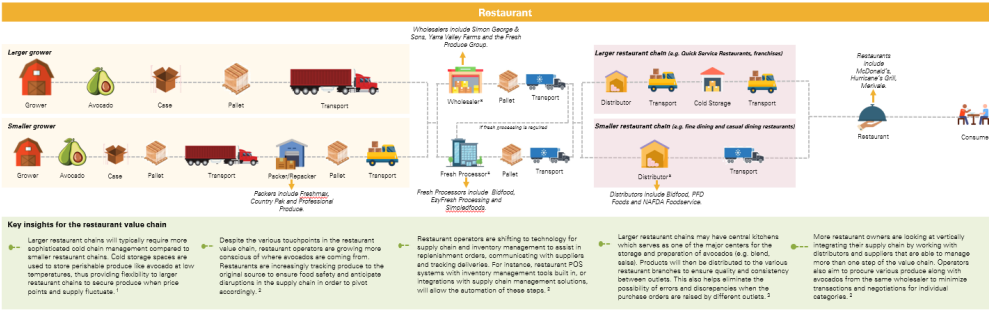 Restaurant
Wholesalers include Simon George &
Sons, Yarra Valley Farms and the Fresh
Produce Group.
Larger grower
Grower
Avocado
Case
Pallet
Transport
Wholesaler⁴
Pallet
Transport
Larger restaurant chain (e.g. Quick Service Restaurants, franchises)
Distributor
Transport
Cold Storage
Transport
Restaurants
include
McDonald's,
Hurricane's Grill,
Merivale.
Restaurant
Consume
If fresh processing is required
Smaller grower
Grower
Avocado
Case
Pallet
Transport
Packer/Repacker
Pallet
Transport
Packers include Freshmax,
Country Pak and Professional
Produce.
Fresh Processor⁴
Pallet
Transport
Fresh Processors include Bidfood,
EzyFresh Processing and
Simpledfoods.
Smaller restaurant chain (e.g. fine dining and casual dining restaurants)
Distributor⁴
Transport
Distributors include Bidfood, PFD
Foods and NAFDA Foodservice.
Key insights for the restaurant value chain
Larger restaurant chains will typically require more
sophisticated cold chain management compared to
smaller restaurant chains. Cold storage spaces are
used to store perishable produce like avocado at low
temperatures, thus providing flexibility to larger
restaurant chains to secure produce when price
points and supply fluctuate. ¹
Despite the various touchpoints in the restaurant
value chain, restaurant operators are growing more
conscious of where avocados are coming from.
Restaurants are increasingly tracking produce to the
original source to ensure food safety and anticipate
disruptions in the supply chain in order to pivot
accordingly. ²
Restaurant operators are shifting to technology for
supply chain and inventory management to assist in
replenishment orders, communicating with suppliers
and tracking deliveries. For instance, restaurant POS
systems with inventory management tools built in, or
integrations with supply chain management solutions,
will allow the automation of these steps. ³
Larger restaurant chains may have central kitchens
which serves as one of the major centers for the
storage and preparation of avocados (e.g. blend,
salsa). Products will then be distributed to the various
restaurant branches to ensure quality and consistency
between outlets. This also helps eliminate the
possibility of errors and discrepancies when the
purchase orders are raised by different outlets. ³
More restaurant owners are looking at vertically
integrating their supply chain by working with
distributors and suppliers that are able to manage
more than one step of the value chain. Operators
also aim to procure various produce along with
avocados from the same wholesaler to minimize
transactions and negotiations for individual
categories. ²